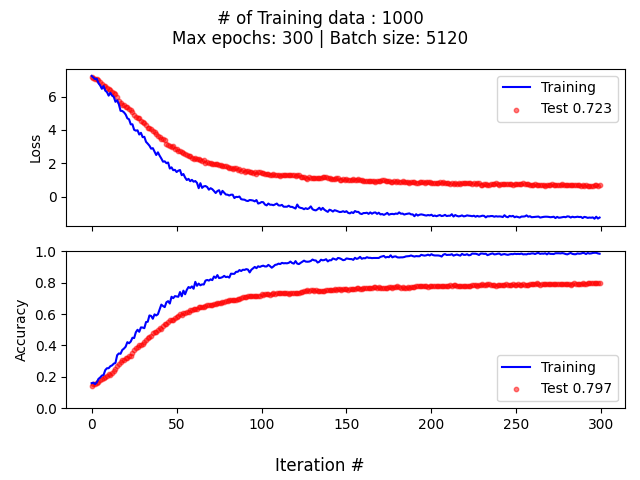 # of Training data : 1000
Max epochs: 300 | Batch size: 5120
Loss
6
4
2
0
Training
Test 0.723
Accuracy
1.0
0.8
0.6
0.4
0.2
0.0
Training
Test 0.797
0 50 100 150 200 250 300
Iteration #